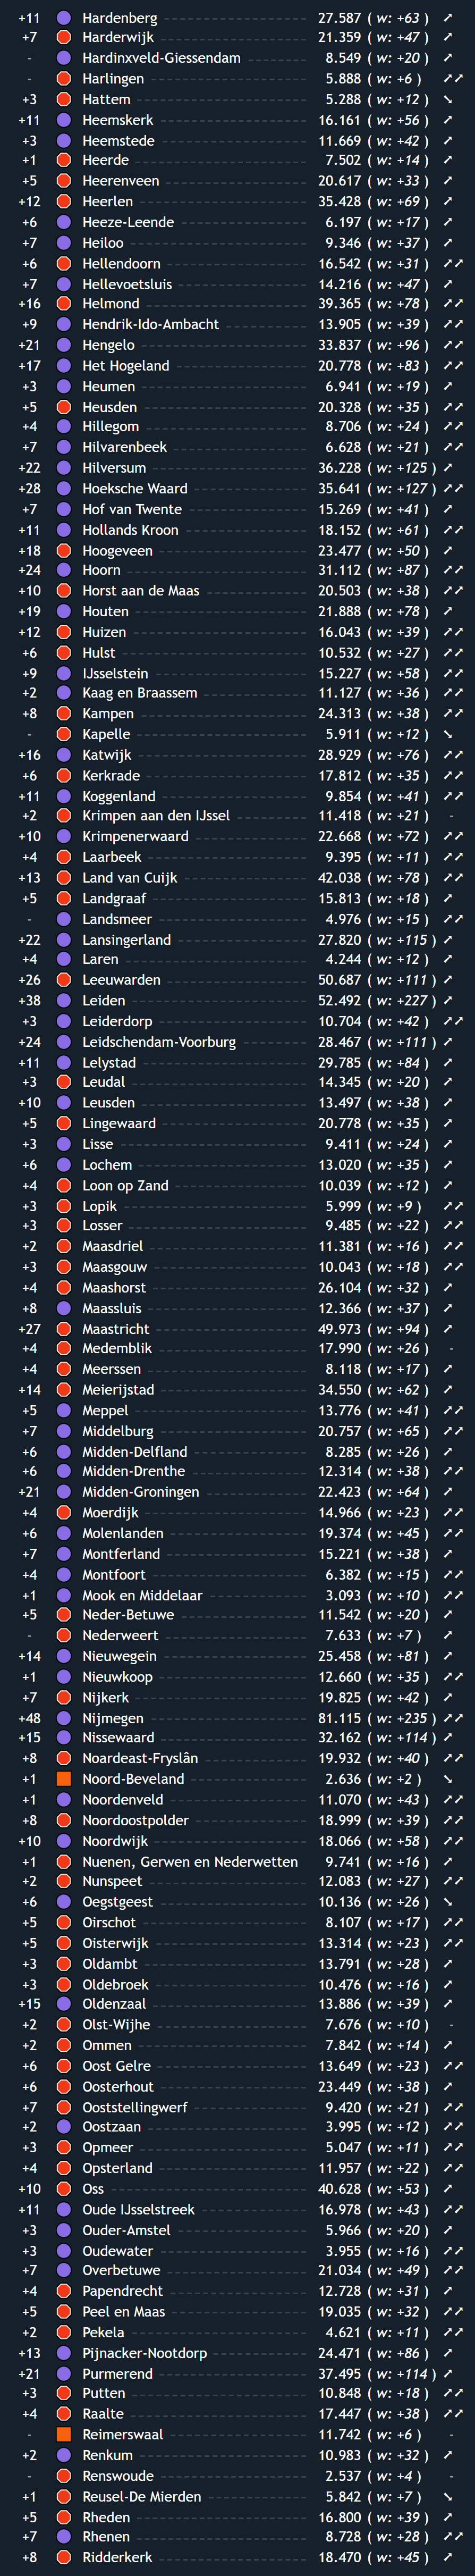 +11 Hardenberg 27.587 ( w: +63 ) ↗
+7 Harderwijk 21.359 ( w: +47 ) ↗
- Hardinxveld-Giessendam 8.549 ( w: +20 ) ↗
- Harlingen 5.888 ( w: +6 ) ↗↗
+3 Hattem 5.288 ( w: +12 ) ↘
+11 Heemskerk 16.161 ( w: +56 ) ↗
+3 Heemstede 11.669 ( w: +42 ) ↗
+1 Heerde 7.502 ( w: +14 ) ↗
+5 Heerenveen 20.617 ( w: +33 ) ↗
+12 Heerlen 35.428 ( w: +69 ) ↗
+6 Heeze-Leende 6.197 ( w: +17 ) ↗
+7 Heiloo 9.346 ( w: +37 ) ↗
+6 Hellendoorn 16.542 ( w: +31 ) ↗↗
+7 Hellevoetsluis 14.216 ( w: +47 ) ↗
+16 Helmond 39.365 ( w: +78 ) ↗↗
+9 Hendrik-Ido-Ambacht 13.905 ( w: +39 ) ↗↗
+21 Hengelo 33.837 ( w: +96 ) ↗↗
+17 Het Hogeland 20.778 ( w: +83 ) ↗↗
+3 Heumen 6.941 ( w: +19 ) ↗
+5 Heusden 20.328 ( w: +35 ) ↗↗
+4 Hillegom 8.706 ( w: +24 ) ↗↗
+7 Hilvarenbeek 6.628 ( w: +21 ) ↗↗
+22 Hilversum 36.228 ( w: +125 ) ↗
+28 Hoeksche Waard 35.641 ( w: +127 ) ↗↗
+7 Hof van Twente 15.269 ( w: +41 ) ↗
+11 Hollands Kroon 18.152 ( w: +61 ) ↗↗
+18 Hoogeveen 23.477 ( w: +50 ) ↗
+24 Hoorn 31.112 ( w: +87 ) ↗↗
+10 Horst aan de Maas 20.503 ( w: +38 ) ↗↗
+19 Houten 21.888 ( w: +78 ) ↗
+12 Huizen 16.043 ( w: +39 ) ↗↗
+6 Hulst 10.532 ( w: +27 ) ↗↗
+9 IJsselstein 15.227 ( w: +58 ) ↗↗
+2 Kaag en Braassem 11.127 ( w: +36 ) ↗↗
+8 Kampen 24.313 ( w: +38 ) ↗↗
- Kapelle 5.911 ( w: +12 ) ↘
+16 Katwijk 28.929 ( w: +76 ) ↗↗
+6 Kerkrade 17.812 ( w: +35 ) ↗↗
+11 Koggenland 9.854 ( w: +41 ) ↗↗
+2 Krimpen aan den IJssel 11.418 ( w: +21 ) -
+10 Krimpenerwaard 22.668 ( w: +72 ) ↗↗
+4 Laarbeek 9.395 ( w: +11 ) ↗↗
+13 Land van Cuijk 42.038 ( w: +78 ) ↗↗
+5 Landgraaf 15.813 ( w: +18 ) ↗
- Landsmeer 4.976 ( w: +15 ) ↗↗
+22 Lansingerland 27.820 ( w: +115 ) ↗
+4 Laren 4.244 ( w: +12 ) ↗
+26 Leeuwarden 50.687 ( w: +111 ) ↗
+38 Leiden 52.492 ( w: +227 ) ↗
+3 Leiderdorp 10.704 ( w: +42 ) ↗↗
+24 Leidschendam-Voorburg 28.467 ( w: +111 ) ↗
+11 Lelystad 29.785 ( w: +84 ) ↗
+3 Leudal 14.345 ( w: +20 ) ↗
+10 Leusden 13.497 ( w: +38 ) ↗
+5 Lingewaard 20.778 ( w: +35 ) ↗
+3 Lisse 9.411 ( w: +24 ) ↗
+6 Lochem 13.020 ( w: +35 ) ↗
+4 Loon op Zand 10.039 ( w: +12 ) ↗
+3 Lopik 5.999 ( w: +9 ) ↗↗
+3 Losser 9.485 ( w: +22 ) ↗↗
+2 Maasdriel 11.381 ( w: +16 ) ↗↗
+3 Maasgouw 10.043 ( w: +18 ) ↗↗
+4 Maashorst 26.104 ( w: +32 ) ↗
+8 Maassluis 12.366 ( w: +37 ) ↗
+27 Maastricht 49.973 ( w: +94 ) ↗
+4 Medemblik 17.990 ( w: +26 ) -
+4 Meerssen 8.118 ( w: +17 ) ↗
+14 Meierijstad 34.550 ( w: +62 ) ↗
+5 Meppel 13.776 ( w: +41 ) ↗↗
+7 Middelburg 20.757 ( w: +65 ) ↗↗
+6 Midden-Delfland 8.285 ( w: +26 ) ↗
+6 Midden-Drenthe 12.314 ( w: +38 ) ↗↗
+21 Midden-Groningen 22.423 ( w: +64 ) ↗
+4 Moerdijk 14.966 ( w: +23 ) ↗↗
+6 Molenlanden 19.374 ( w: +45 ) ↗↗
+7 Montferland 15.221 ( w: +38 ) ↗
+4 Montfoort 6.382 ( w: +15 ) ↗↗
+1 Mook en Middelaar 3.093 ( w: +10 ) ↗↗
+5 Neder-Betuwe 11.542 ( w: +20 ) ↗
- Nederweert 7.633 ( w: +7 ) ↗
+14 Nieuwegein 25.458 ( w: +81 ) ↗
+1 Nieuwkoop 12.660 ( w: +35 ) ↗↗
+7 Nijkerk 19.825 ( w: +42 ) ↗
+48 Nijmegen 81.115 ( w: +235 ) ↗↗
+15 Nissewaard 32.162 ( w: +114 ) ↗
+8 Noardeast-Fryslân 19.932 ( w: +40 ) ↗↗
+1 Noord-Beveland 2.636 ( w: +2 ) ↘
+1 Noordenveld 11.070 ( w: +43 ) ↗↗
+8 Noordoostpolder 18.999 ( w: +39 ) ↗↗
+10 Noordwijk 18.066 ( w: +58 ) ↗↗
+1 Nuenen, Gerwen en Nederwetten 9.741 ( w: +16 ) ↗
+2 Nunspeet 12.083 ( w: +27 ) ↗↗
+6 Oegstgeest 10.136 ( w: +26 ) ↘
+5 Oirschot 8.107 ( w: +17 ) ↗↗
+5 Oisterwijk 13.314 ( w: +23 ) ↗↗
+3 Oldambt 13.791 ( w: +28 ) ↗
+3 Oldebroek 10.476 ( w: +16 ) ↗
+15 Oldenzaal 13.886 ( w: +39 ) ↗
+2 Olst-Wijhe 7.676 ( w: +10 ) -
+2 Ommen 7.842 ( w: +14 ) ↗
+6 Oost Gelre 13.649 ( w: +23 ) ↗↗
+6 Oosterhout 23.449 ( w: +38 ) ↗
+7 Ooststellingwerf 9.420 ( w: +21 ) ↗↗
+2 Oostzaan 3.995 ( w: +12 ) ↗↗
+3 Opmeer 5.047 ( w: +11 ) ↗↗
+4 Opsterland 11.957 ( w: +22 ) ↗↗
+10 Oss 40.628 ( w: +53 ) ↗
+11 Oude IJsselstreek 16.978 ( w: +43 ) ↗↗
+3 Ouder-Amstel 5.966 ( w: +20 ) ↗
+3 Oudewater 3.955 ( w: +16 ) ↗↗
+7 Overbetuwe 21.034 ( w: +49 ) ↗↗
+4 Papendrecht 12.728 ( w: +31 ) ↗
+5 Peel en Maas 19.035 ( w: +32 ) ↗↗
+2 Pekela 4.621 ( w: +11 ) ↗↗
+13 Pijnacker-Nootdorp 24.471 ( w: +86 ) ↗
+21 Purmerend 37.495 ( w: +114 ) ↗
+3 Putten 10.848 ( w: +18 ) ↗↗
+4 Raalte 17.447 ( w: +38 ) ↗↗
- Reimerswaal 11.742 ( w: +6 ) -
+2 Renkum 10.983 ( w: +32 ) ↗
- Renswoude 2.537 ( w: +4 ) -
+1 Reusel-De Mierden 5.842 ( w: +7 ) ↘
+5 Rheden 16.800 ( w: +39 ) ↗
+7 Rhenen 8.728 ( w: +28 ) ↗↗
+8 Ridderkerk 18.470 ( w: +45 ) ↗